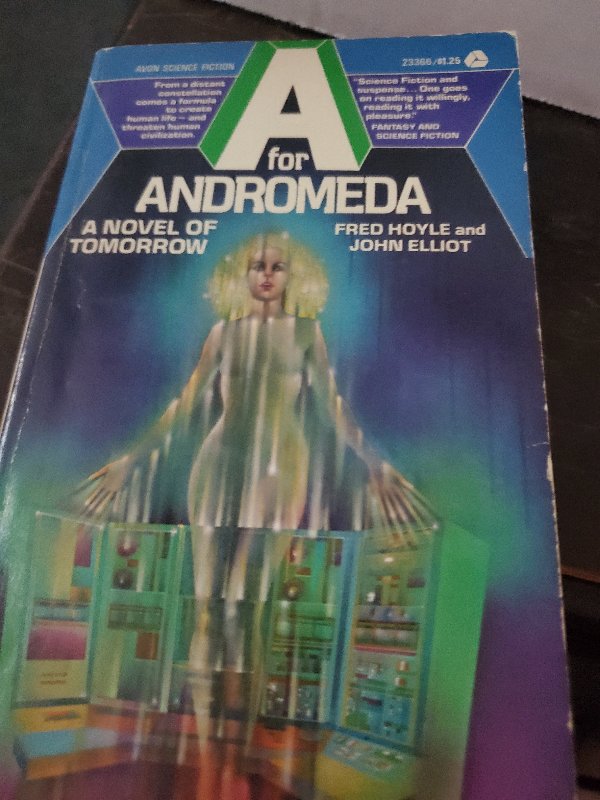 AVON SCIENCE FICTION
23366/$1.25
From a distant
constellation
comes a formula
to create
human life — and
threaten human
civilization.
"Science Fiction and
suspense... One goes
on reading it willingly,
reading it with
pleasure."
FANTASY AND
SCIENCE FICTION
A
for
ANDROMEDA
A NOVEL OF
TOMORROW
FRED HOYLE and
JOHN ELLIOT